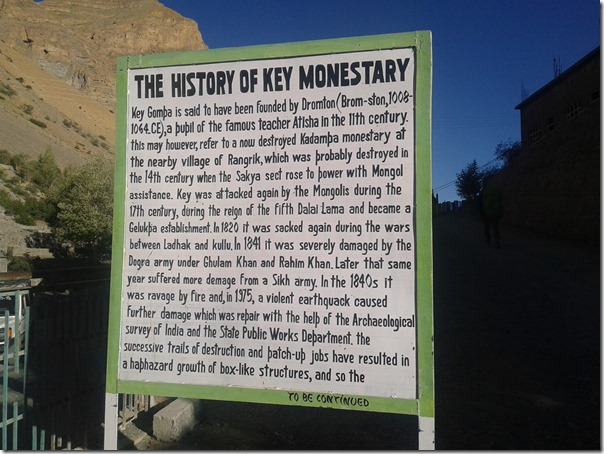 THE HISTORY OF KEY MONESTARY
Key Gompa is said to have been founded by Dromton (Brom-ston, 1008-
1064.CE), a pupil of the famous teacher Atisha in the 11th century.
this may however, refer to a now destroyed Kadampa monestary at
the nearby village of Rangrik, which was probably destroyed in
the 14th century when the Sakya sect rose to power with Mongol
assistance. Key was attacked again by the Mongolis during the
17th century, during the reign of the fifth Dalai Lama and became a
Gelukpa establishment. In 1820 it was sacked again during the wars
between Ladhak and kullu. In 1841 it was severely damaged by the
Dogra army under Ghulam Khan and Rahim Khan. Later that same
year suffered more demage from a Sikh army. In the 1840s it
was ravage by fire and, in 1975, a violent earthquack caused
further damage which was repair with the help of the Archaeological
survey of India and the State Public Works Department. the
successive trails of destruction and patch-up jobs have resulted in
a haphazard growth of box-like structures, and so the
TO BE CONTINUED